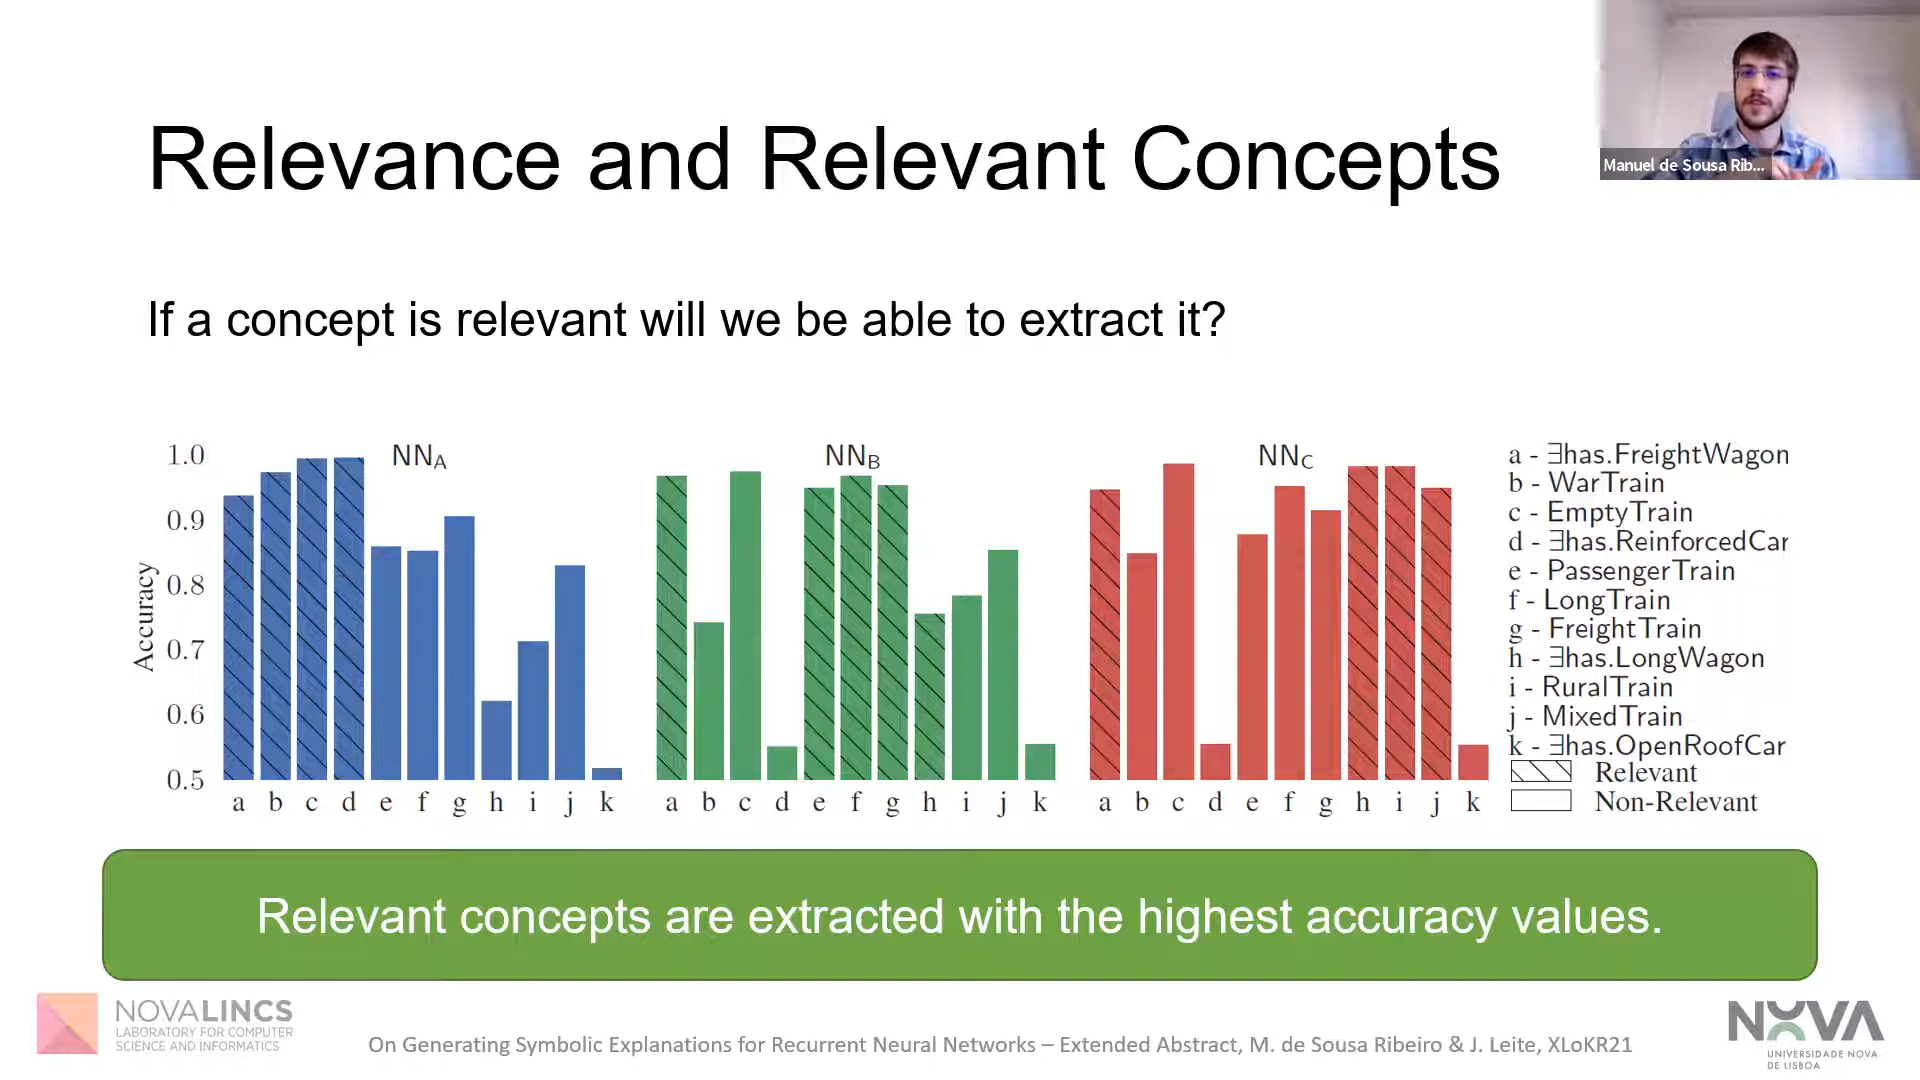 Manuel de Sousa Rib...
Relevance and Relevant Concepts
If a concept is relevant will we be able to extract it?
Accuracy
1.0
0.9
0.8
0.7
0.6
0.5
NNA
a b c d e f g h i j k
NNB
a b c d e f g h i j k
NNC
a b c d e f g h i j k
a - ∃has.FreightWagon
b - WarTrain
c - EmptyTrain
d - ∃has.ReinforcedCar
e - PassengerTrain
f - LongTrain
g - FreightTrain
h - ∃has.LongWagon
i - RuralTrain
j - MixedTrain
k - ∃has.OpenRoofCar
Relevant
Non-Relevant
Relevant concepts are extracted with the highest accuracy values.
NOVALINCS
LABORATORY FOR COMPUTER
SCIENCE AND INFORMATICS
On Generating Symbolic Explanations for Recurrent Neural Networks – Extended Abstract, M. de Sousa Ribeiro & J. Leite, XLoKR21
NOVA
UNIVERSIDADE NOVA
DE LISBOA